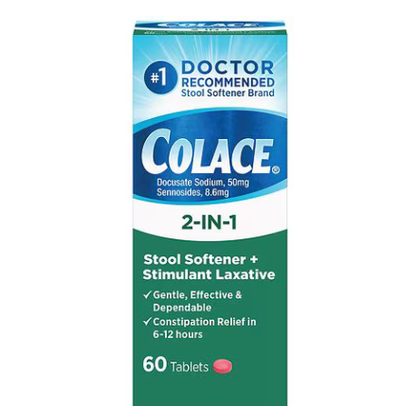 #1 DOCTOR
RECOMMENDED
Stool Softener Brand
COLACE®
Docusate Sodium, 50mg
Sennosides, 8.6mg
2-IN-1
Stool Softener +
Stimulant Laxative
✓Gentle, Effective &
Dependable
✓Constipation Relief in
6-12 hours
60 Tablets